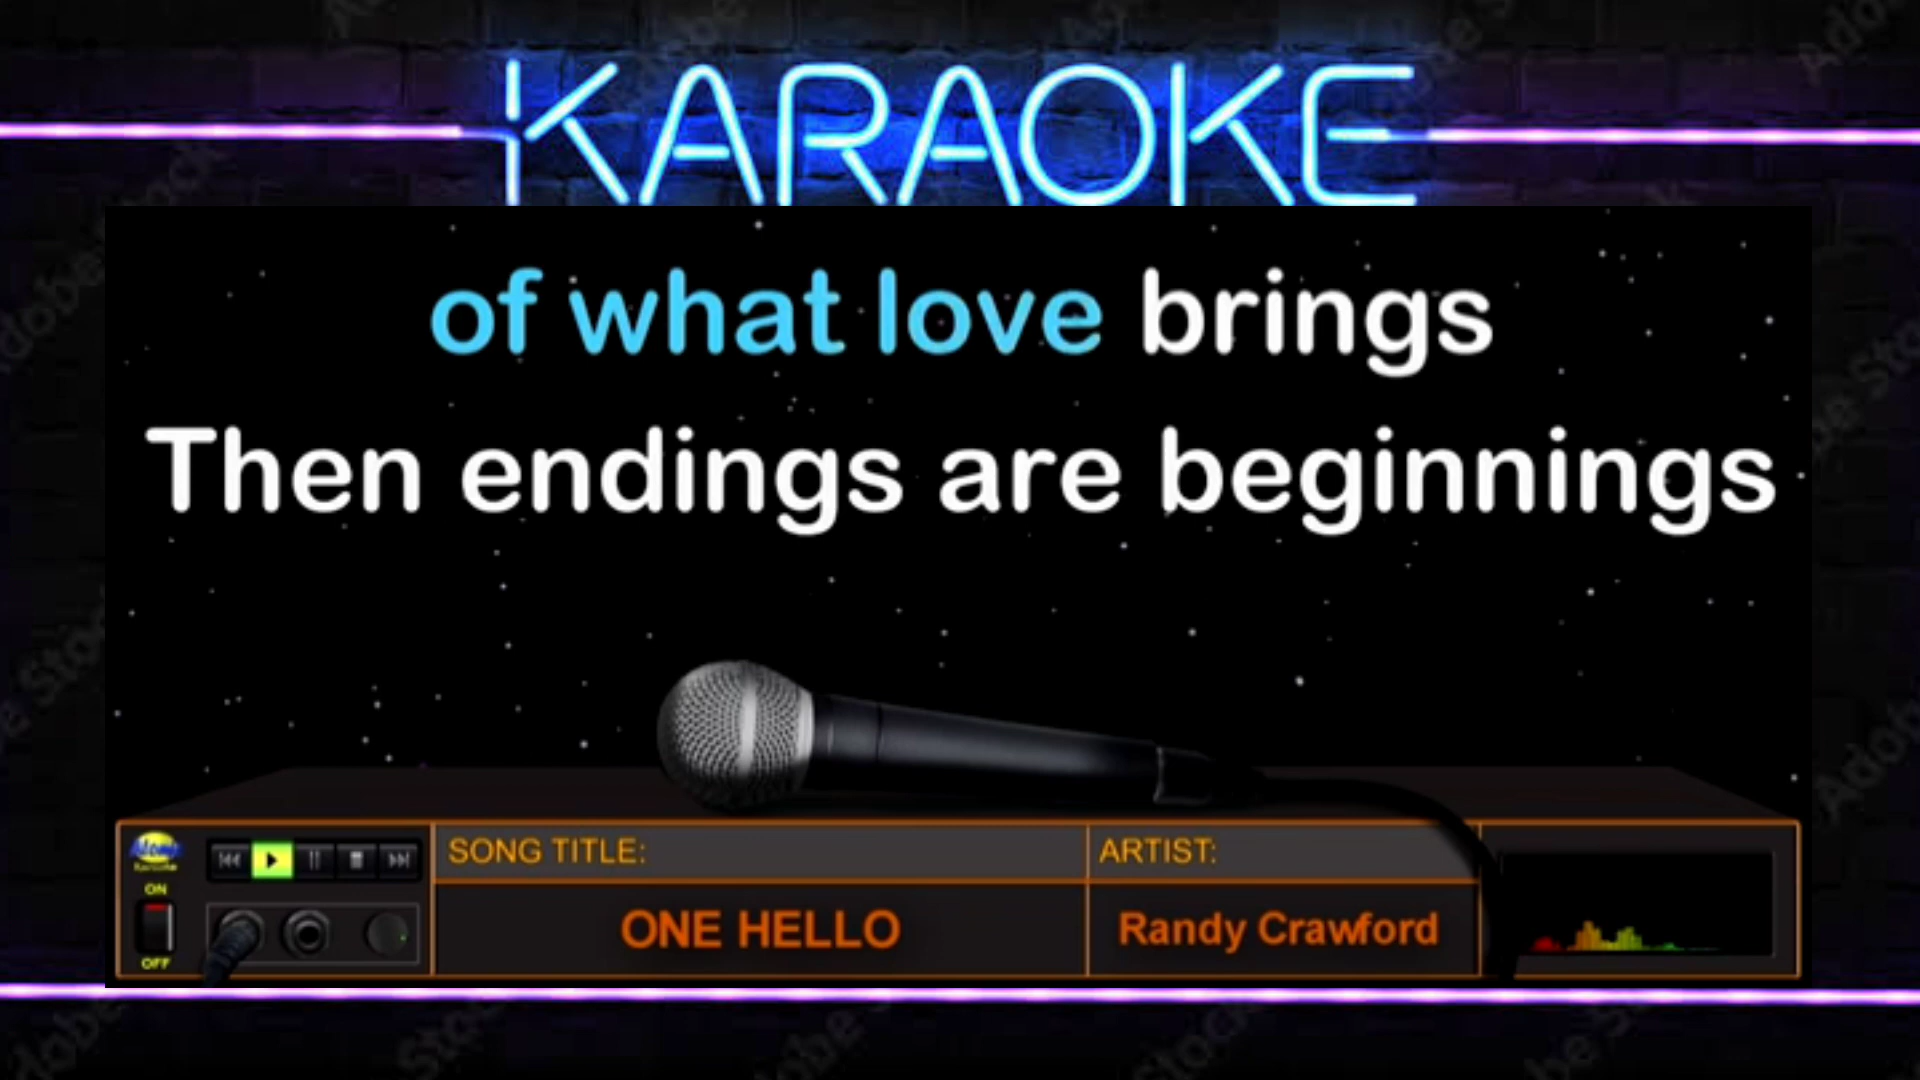 KARAOKE
of what love brings
Then endings are beginnings
SONG TITLE:
ARTIST:
ON
OFF
ONE HELLO
Randy Crawford